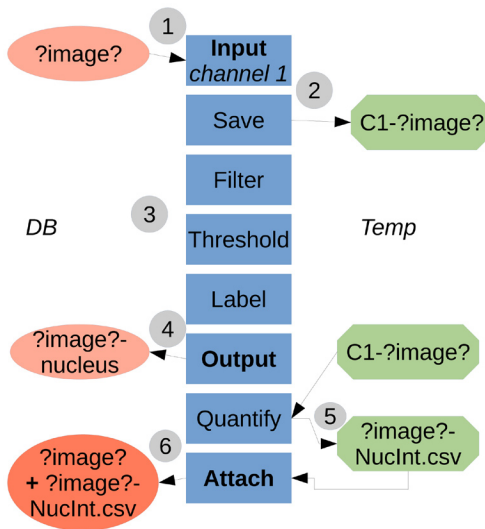 1
?image?
Input
channel 1
2
Save
C1-?image?
Filter
DB
3
Threshold
Temp
Label
4
?image?-
nucleus
Output
C1-?image?
Quantify
5
?image?-
NucInt.csv
6
?image?
+ ?image?-
NucInt.csv
Attach